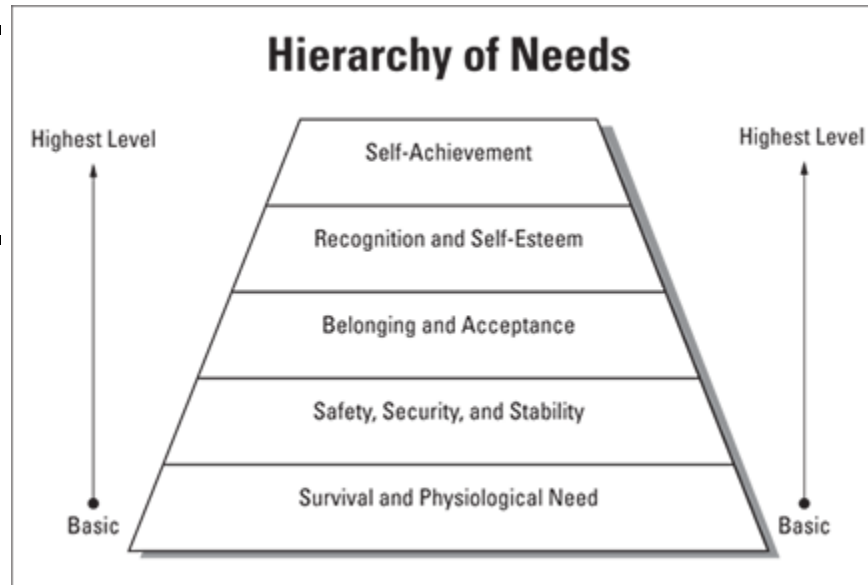 Hierarchy of Needs
Highest Level
Highest Level
Self-Achievement
Recognition and Self-Esteem
Belonging and Acceptance
Safety, Security, and Stability
Survival and Physiological Need
Basic
Basic